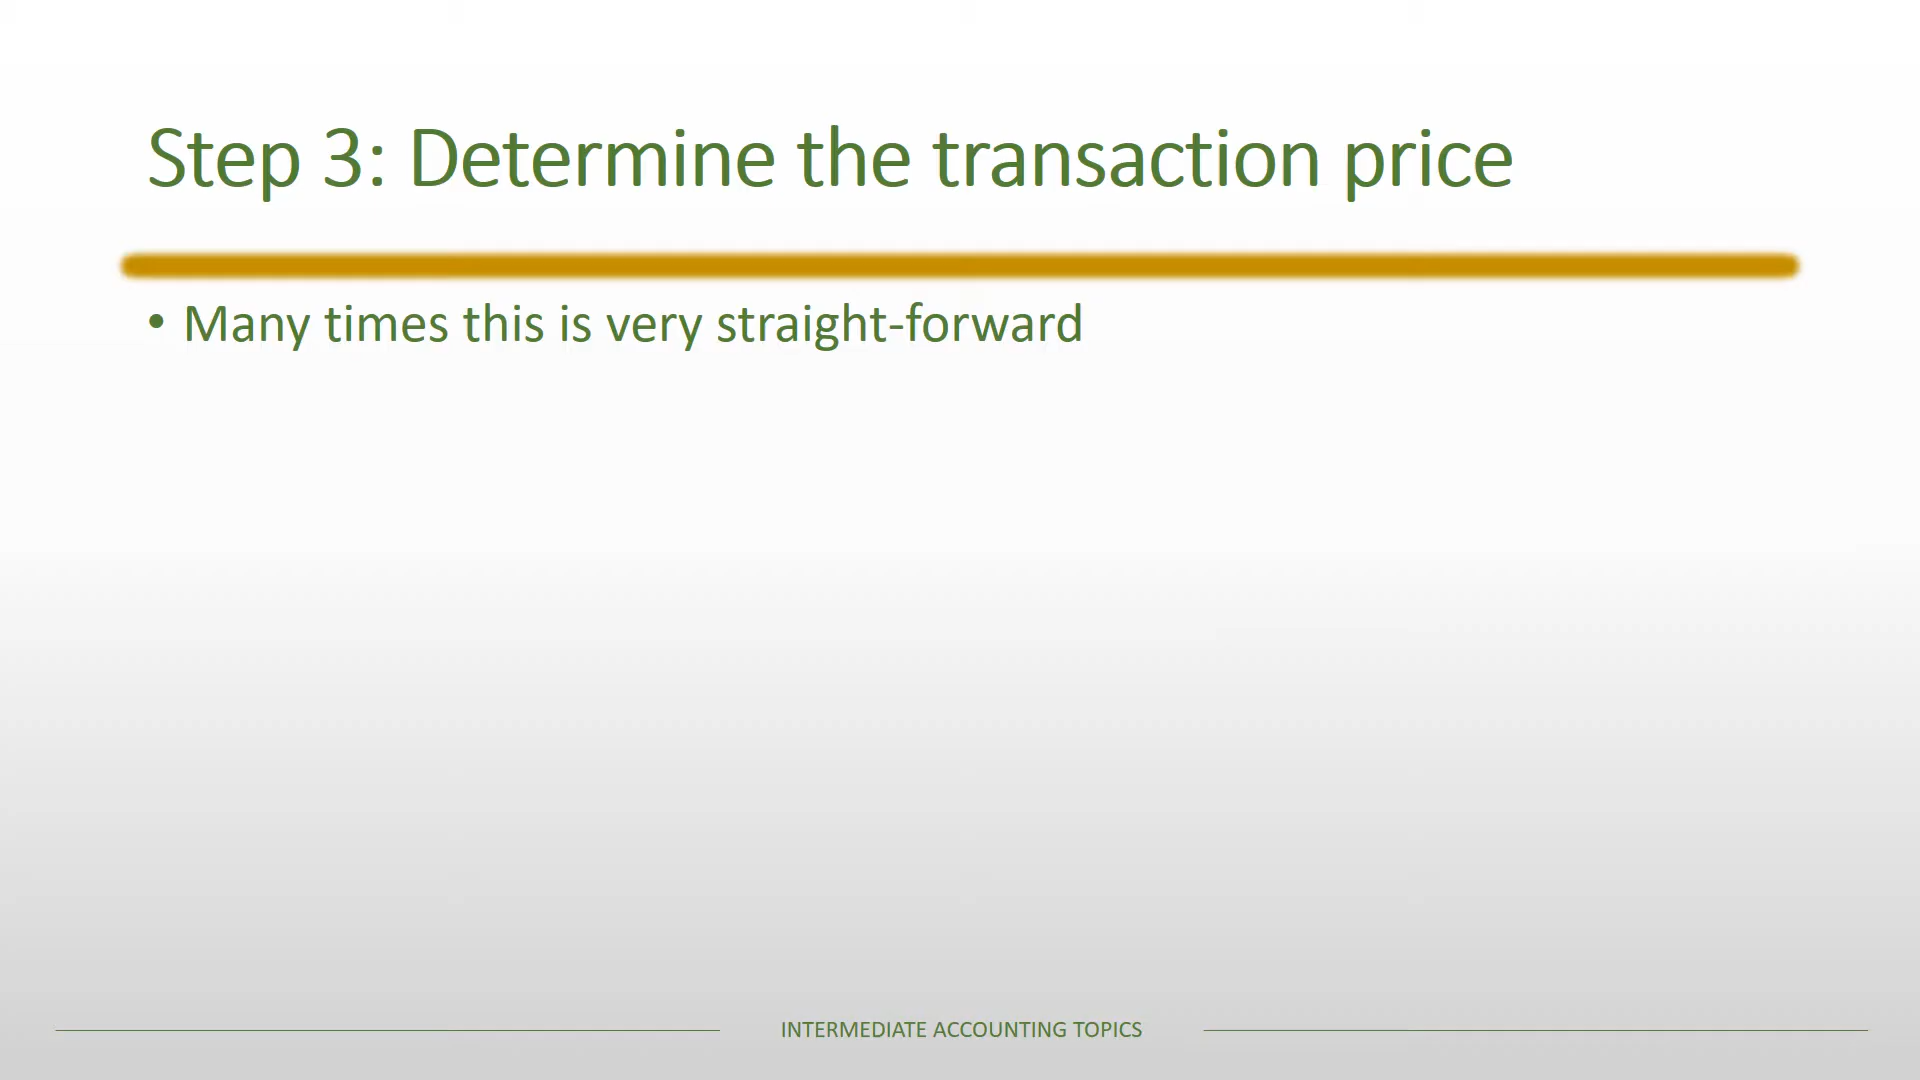 Step 3: Determine the transaction price
• Many times this is very straight-forward
INTERMEDIATE ACCOUNTING TOPICS